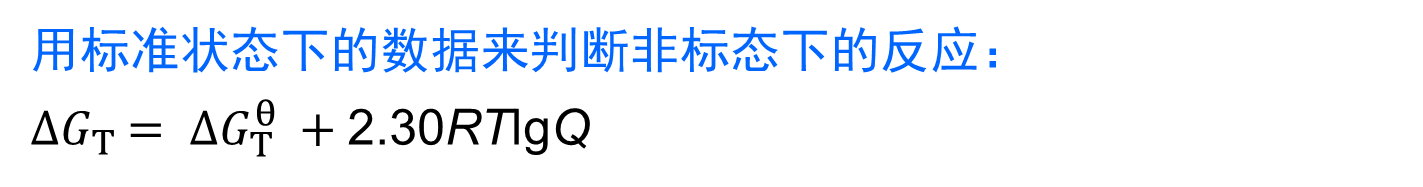 用标准状态下的数据来判断非标态下的反应：
Δ𝐺_T = Δ𝐺_T^θ + 2.30RTlgQ